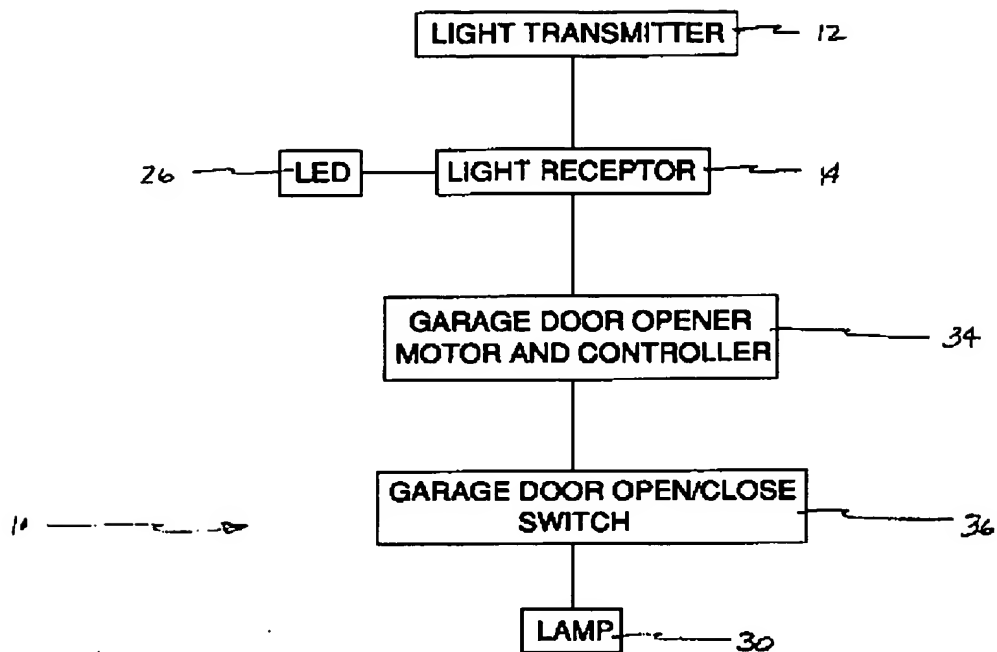 LIGHT TRANSMITTER 12
26 LED LIGHT RECEPTOR 14
GARAGE DOOR OPENER
MOTOR AND CONTROLLER 34
GARAGE DOOR OPEN/CLOSE
SWITCH 36
10
LAMP 30